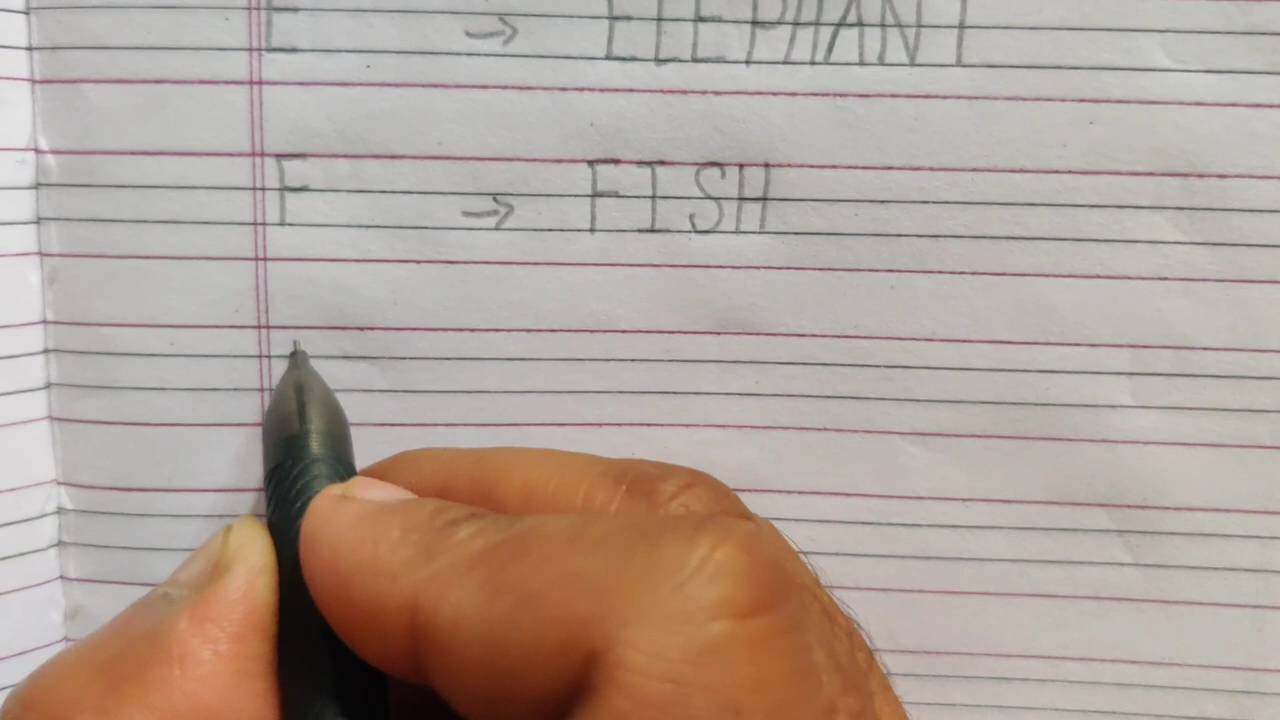 E → ELEPHANT
F → FISH